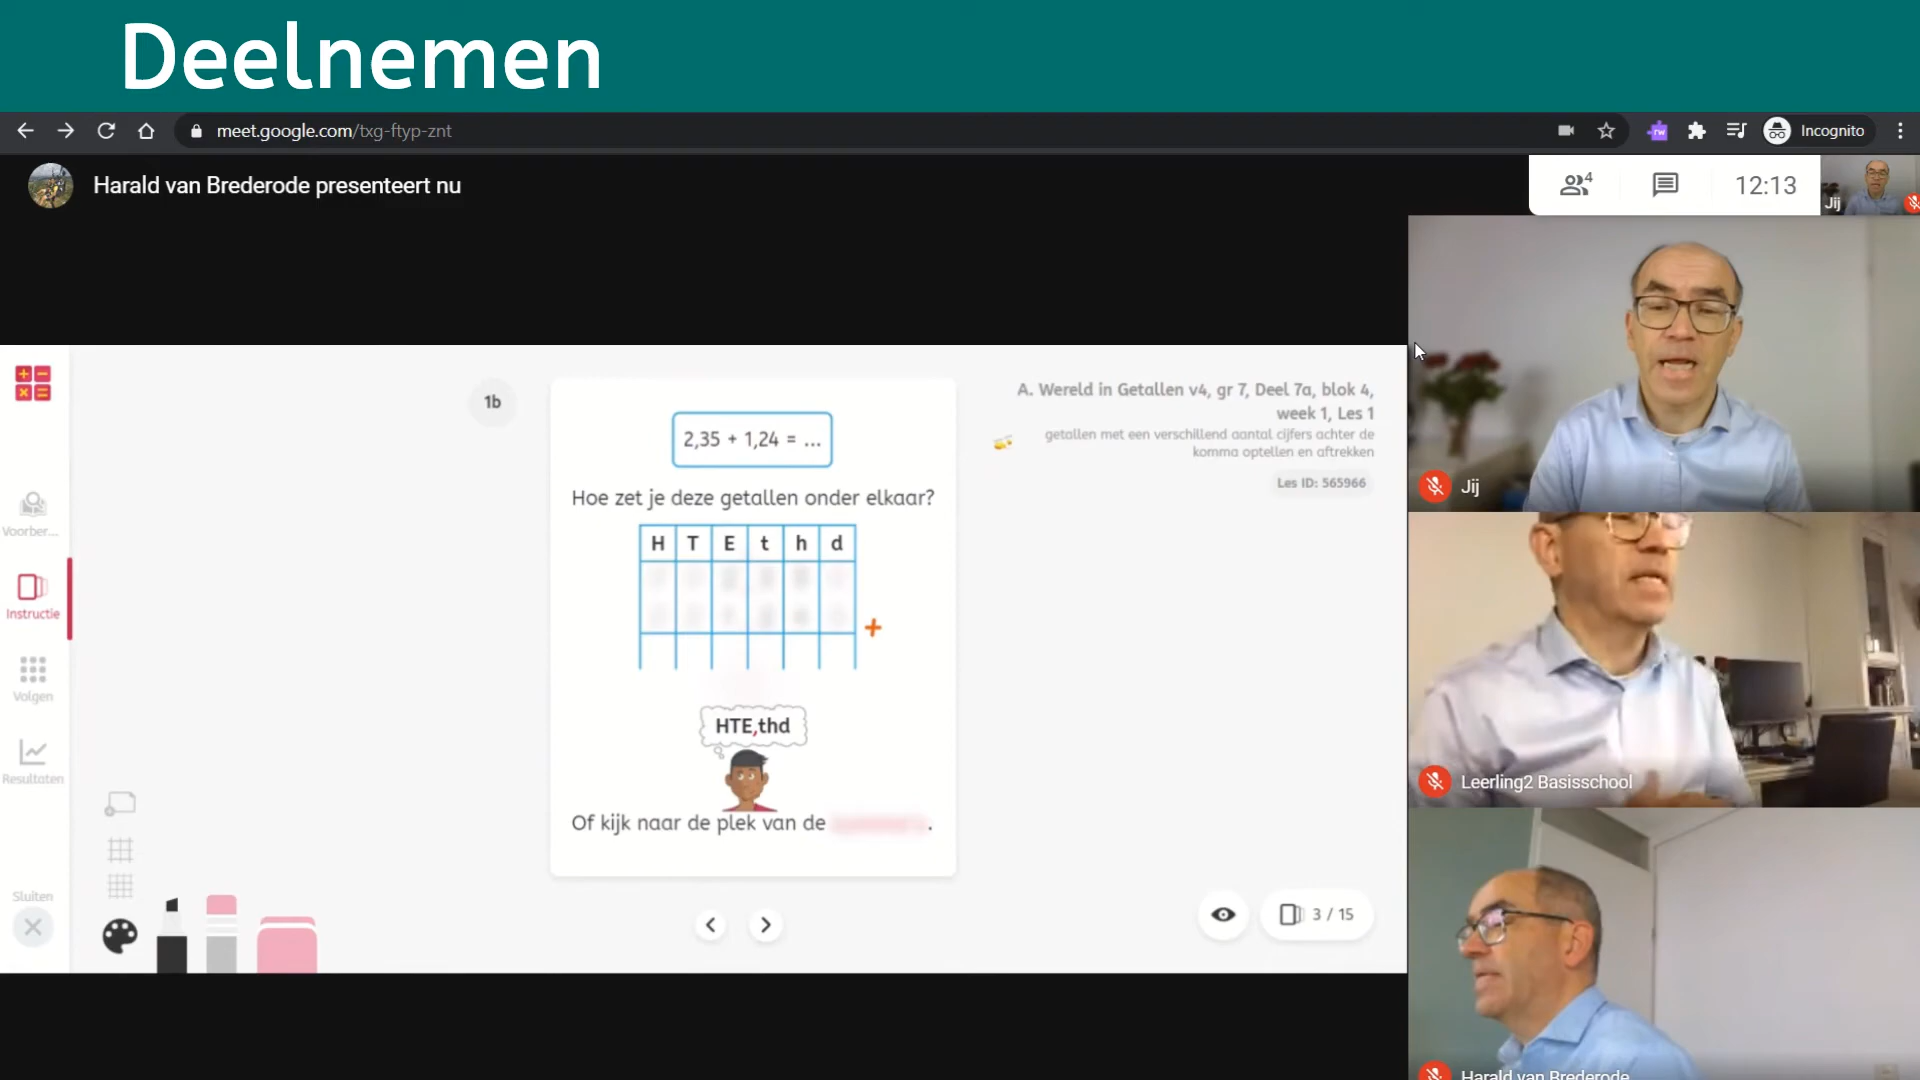 Deelnemen
meet.google.com/txg-ftyp-znt
rw
Incognito
Harald van Brederode presenteert nu
4
12:13
Jij
1b
2,35 + 1,24 = ...
Hoe zet je deze getallen onder elkaar?
H T E t h d
+
HTE,thd
Of kijk naar de plek van de
.
A. Wereld in Getallen v4, gr 7, Deel 7a, blok 4,
week 1, Les 1
getallen met een verschillend aantal cijfers achter de
komma optellen en aftrekken
Les ID: 565966
Voorber...
Instructie
Volgen
Resultaten
Sluiten
3 / 15
Jij
Leerling2 Basisschool
Harald van Brederode